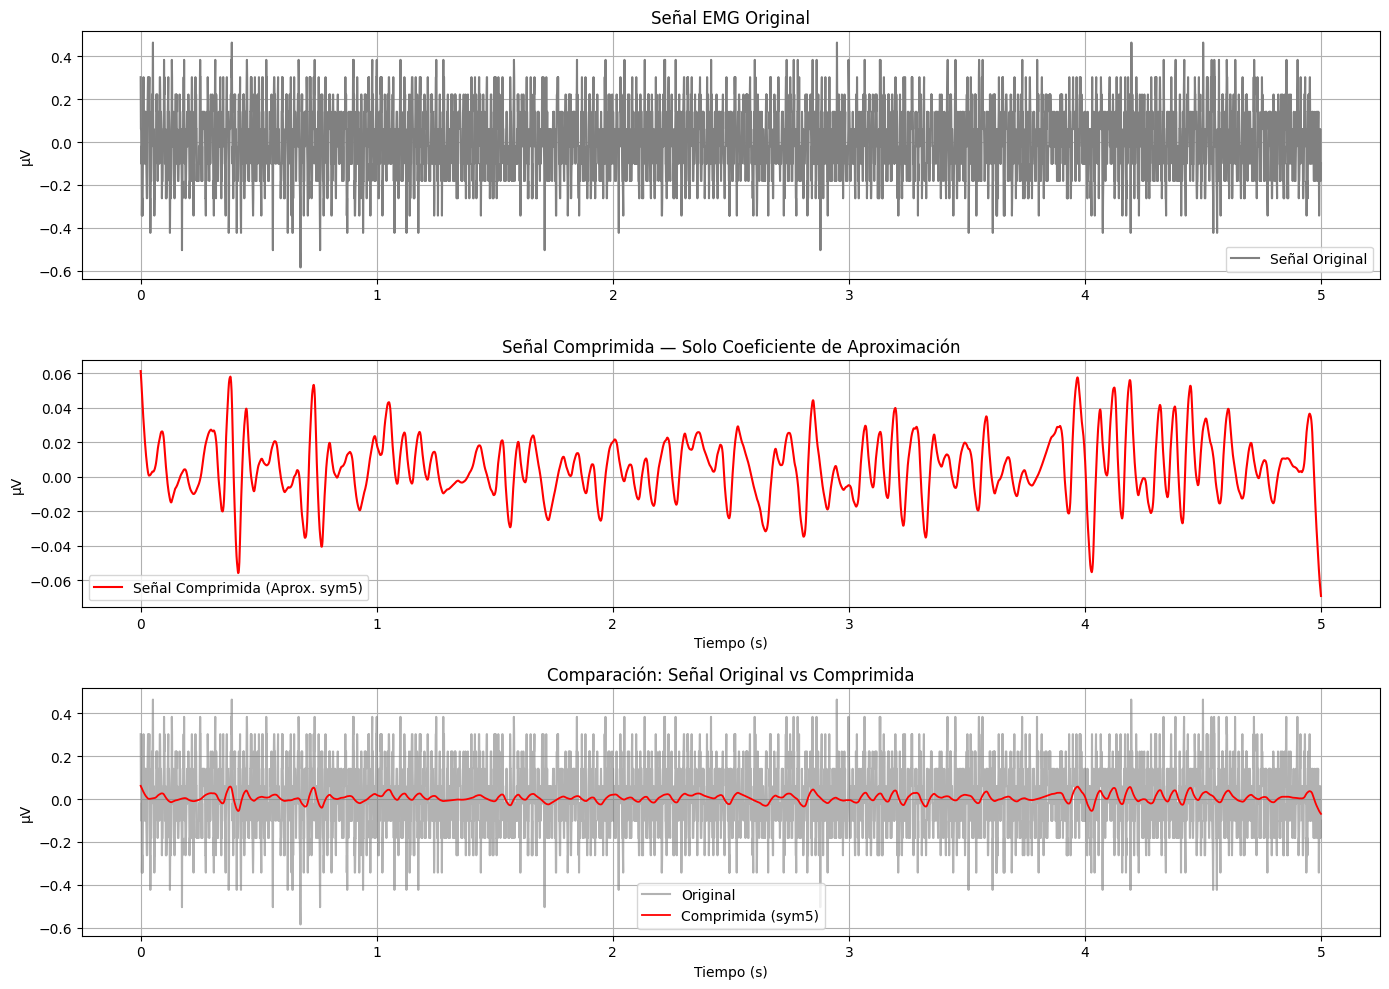 Señal EMG Original
0.4
0.2
0.0
−0.2
−0.4
−0.6
µV
Señal Original
0 1 2 3 4 5
Señal Comprimida — Solo Coeficiente de Aproximación
0.06
0.04
0.02
0.00
−0.02
−0.04
−0.06
µV
Señal Comprimida (Aprox. sym5)
0 1 2 3 4 5
Tiempo (s)
Comparación: Señal Original vs Comprimida
0.4
0.2
0.0
−0.2
−0.4
−0.6
µV
Original
Comprimida (sym5)
0 1 2 3 4 5
Tiempo (s)